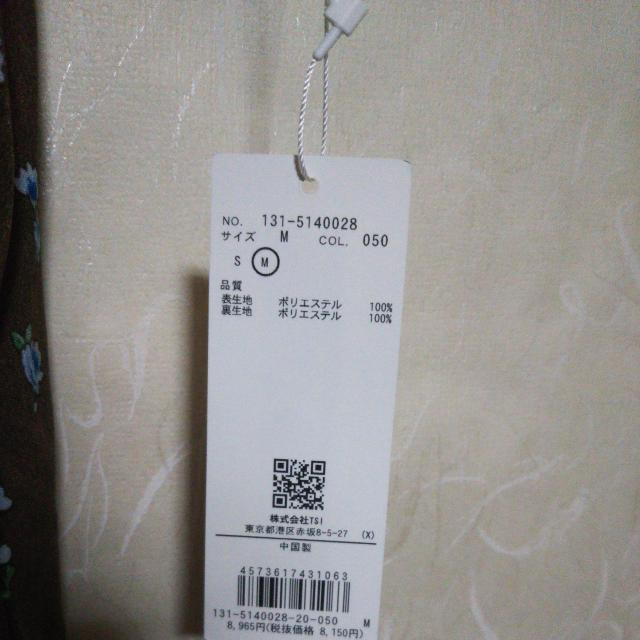 NO. 131-5140028
サイズ M COL. 050
S M
品質
表生地 ポリエステル 100%
裏生地 ポリエステル 100%
株式会社TSI
東京都港区赤坂8-5-27 (X)
中国製
4573617431063
131-5140028-20-050 M
8,965円(税抜価格 8,150円)